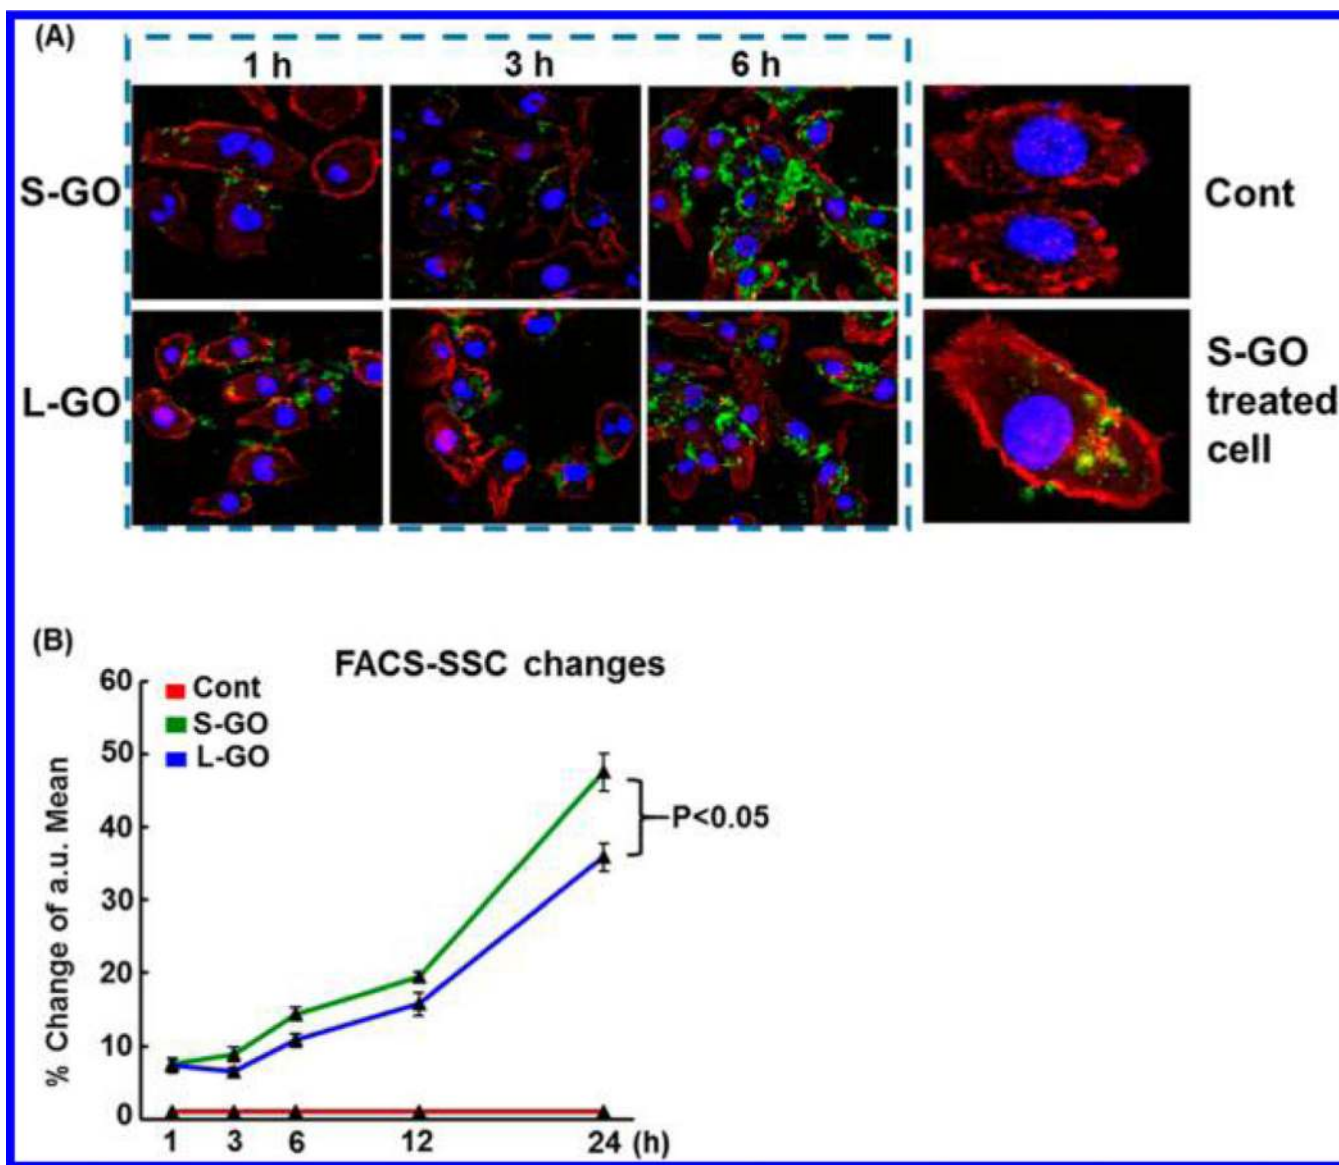 (A)
1 h 3 h 6 h
S-GO
Cont
L-GO
S-GO
treated
cell
(B)
FACS-SSC changes
60
Cont
S-GO
L-GO
50
40
P<0.05
30
20
10
0
% Change of a.u. Mean
1 3 6 12 24 (h)